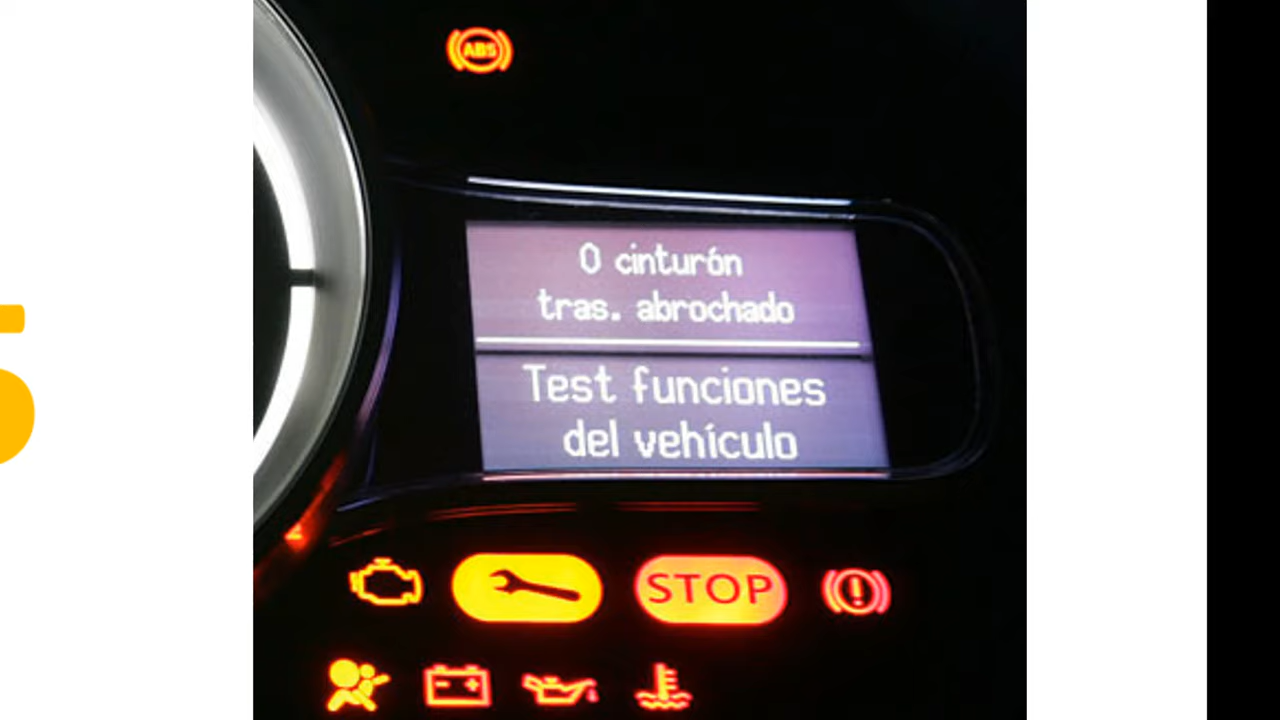 ABS
0 cinturón
tras. abrochado
Test funciones
del vehículo
STOP